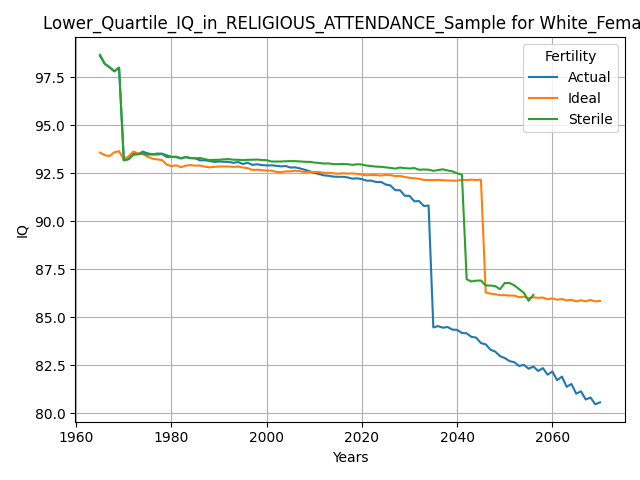 Lower_Quartile_IQ_in_RELIGIOUS_ATTENDANCE_Sample for White_Fema
Fertility
Actual
Ideal
Sterile
IQ
97.5
95.0
92.5
90.0
87.5
85.0
82.5
80.0
1960 1980 2000 2020 2040 2060
Years